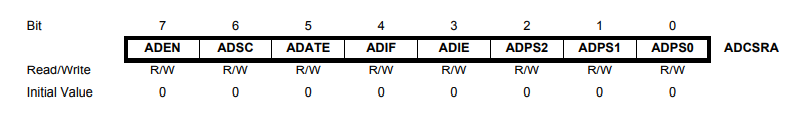 Bit 7 6 5 4 3 2 1 0
ADEN ADSC ADATE ADIF ADIE ADPS2 ADPS1 ADPS0 ADCSRA
Read/Write R/W R/W R/W R/W R/W R/W R/W R/W
Initial Value 0 0 0 0 0 0 0 0